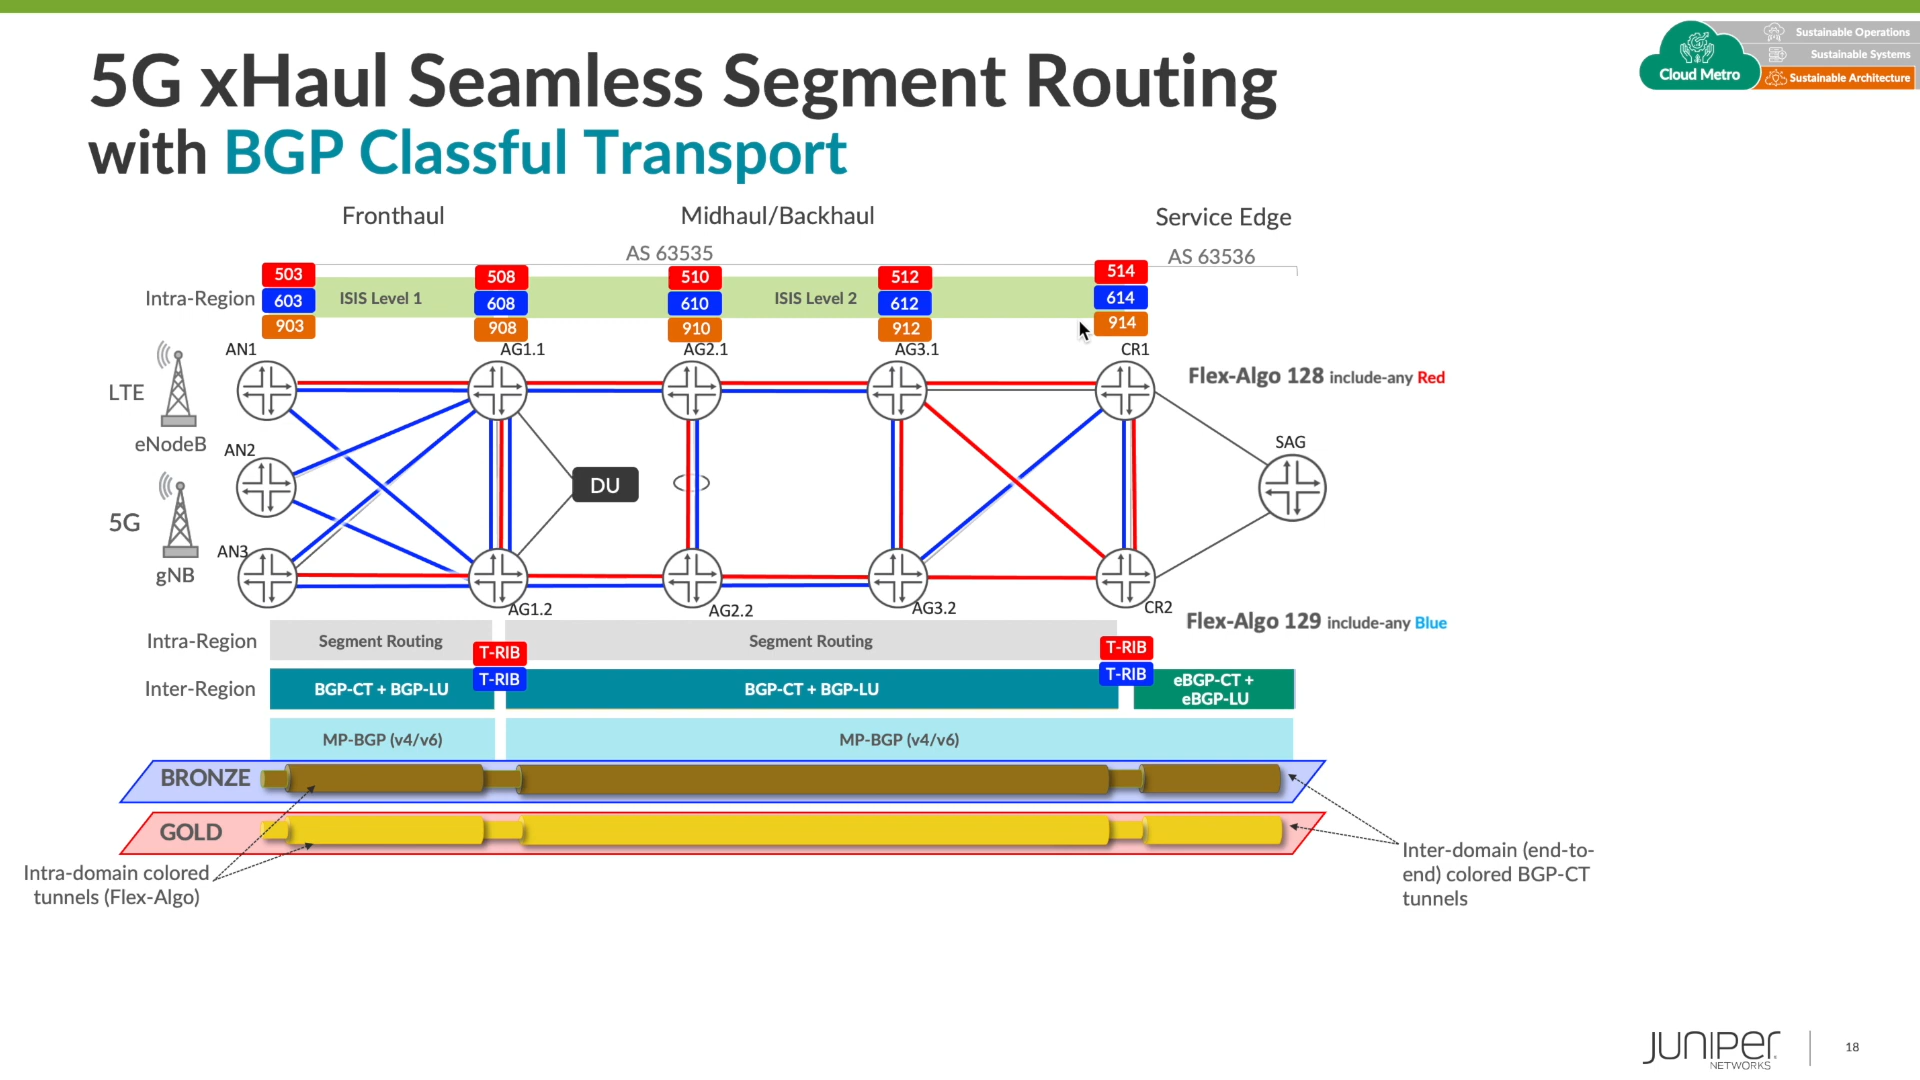 Sustainable Operations
Sustainable Systems
Cloud Metro
Sustainable Architecture
5G xHaul Seamless Segment Routing
with BGP Classful Transport
Fronthaul
Midhaul/Backhaul
Service Edge
AS 63535
AS 63536
Intra-Region
503
603
903
ISIS Level 1
508
608
908
510
610
910
ISIS Level 2
512
612
912
514
614
914
AN1
AG1.1
AG2.1
AG3.1
CR1
LTE
eNodeB
Flex-Algo 128 include-any Red
AN2
SAG
DU
5G
gNB
AN3
AG1.2
AG2.2
AG3.2
CR2
Flex-Algo 129 include-any Blue
Intra-Region
Segment Routing
T-RIB
Segment Routing
T-RIB
Inter-Region
BGP-CT + BGP-LU
T-RIB
BGP-CT + BGP-LU
T-RIB
eBGP-CT +
eBGP-LU
MP-BGP (v4/v6)
MP-BGP (v4/v6)
BRONZE
GOLD
Intra-domain colored
tunnels (Flex-Algo)
Inter-domain (end-to-
end) colored BGP-CT
tunnels
JUNIPER
NETWORKS
18